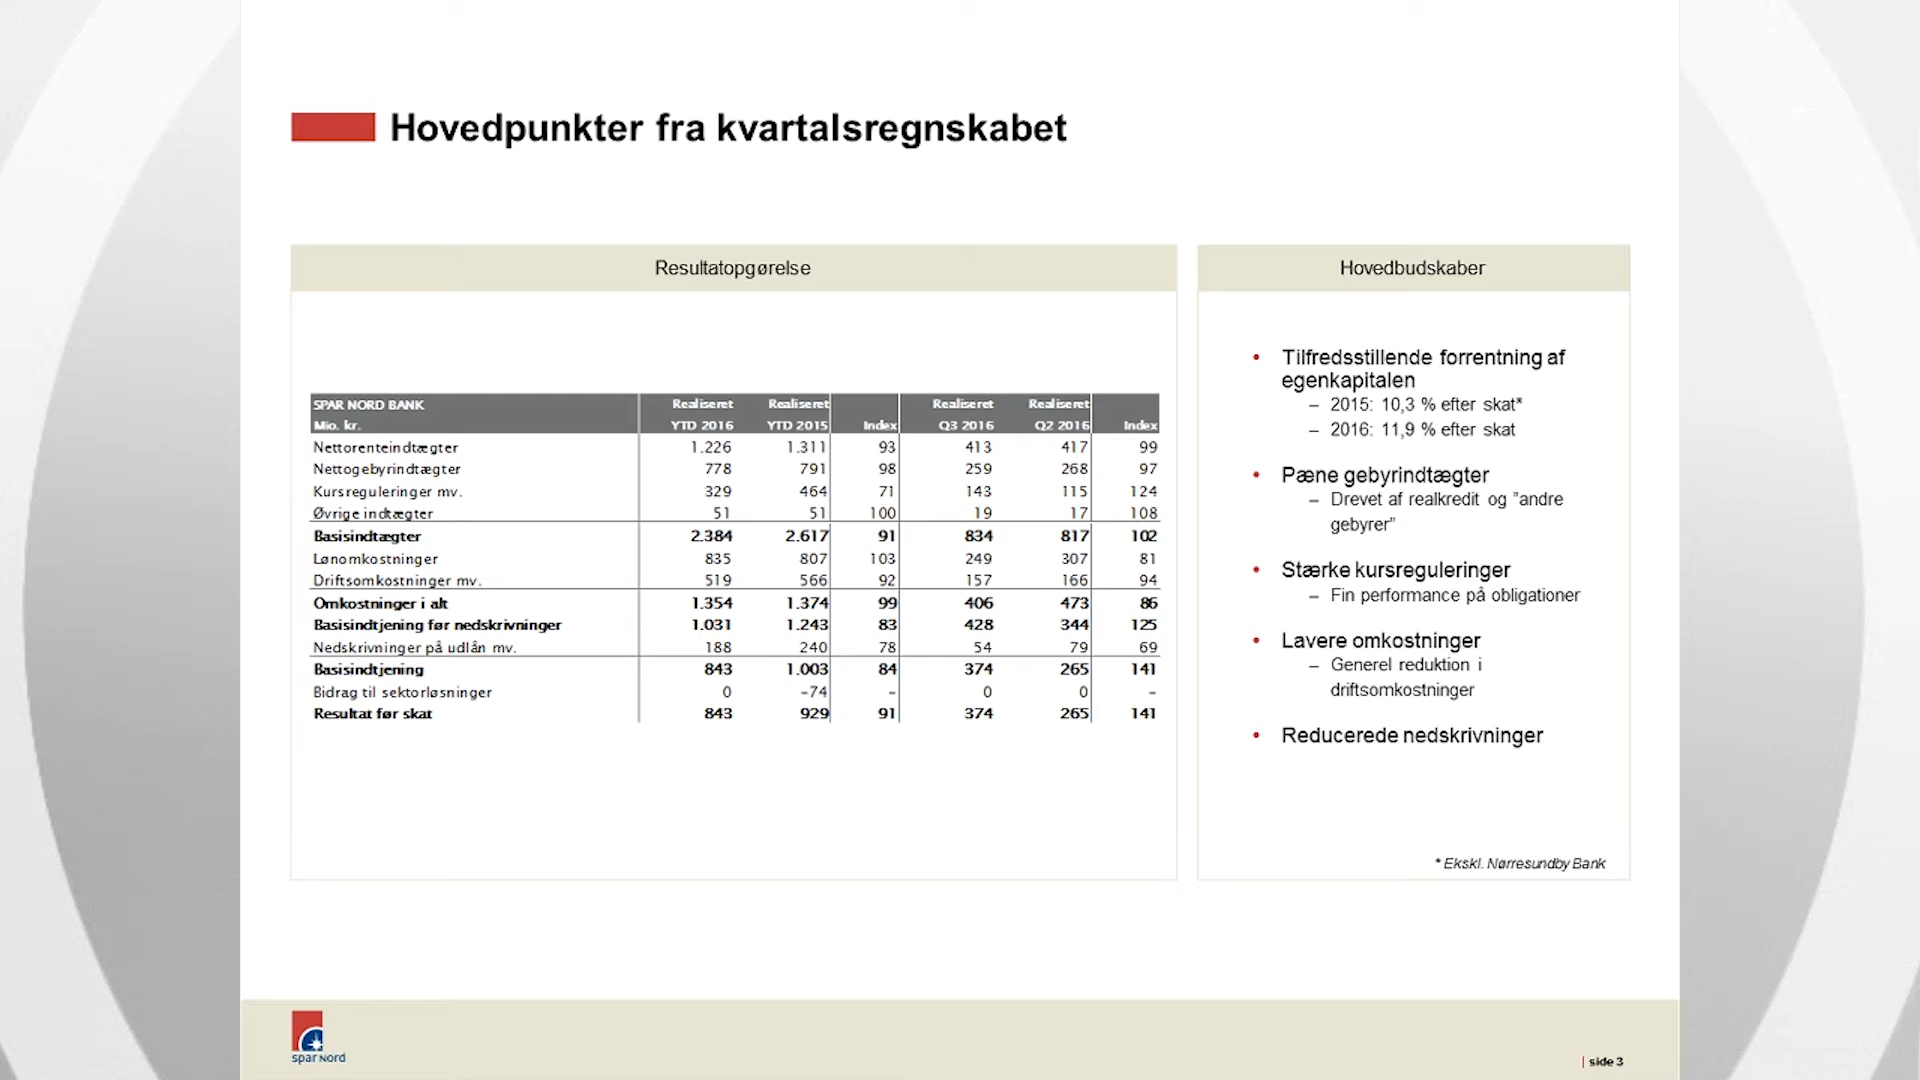 Hovedpunkter fra kvartalsregnskabet
Resultatopgørelse
SPAR NORD BANK Realiseret Realiseret Realiseret Realiseret
Mio. kr. YTD 2016 YTD 2015 Index Q3 2016 Q2 2016 Index
Nettorenteindtægter 1.226 1.311 93 413 417 99
Nettogebyrindtægter 778 791 98 259 268 97
Kursreguleringer mv. 329 464 71 143 115 124
Øvrige indtægter 51 51 100 19 17 108
Basisindtægter 2.384 2.617 91 834 817 102
Lønomkostninger 835 807 103 249 307 81
Driftsomkostninger mv. 519 566 92 157 166 94
Omkostninger i alt 1.354 1.374 99 406 473 86
Basisindtjening før nedskrivninger 1.031 1.243 83 428 344 125
Nedskrivninger på udlån mv. 188 240 78 54 79 69
Basisindtjening 843 1.003 84 374 265 141
Bidrag til sektorløsninger 0 -74 - 0 0 -
Resultat før skat 843 929 91 374 265 141
Hovedbudskaber
• Tilfredsstillende forrentning af
egenkapitalen
– 2015: 10,3 % efter skat*
– 2016: 11,9 % efter skat
• Pæne gebyrindtægter
– Drevet af realkredit og ”andre
gebyrer”
• Stærke kursreguleringer
– Fin performance på obligationer
• Lavere omkostninger
– Generel reduktion i
driftsomkostninger
• Reducerede nedskrivninger
* Ekskl. Nørresundby Bank
spar nord
| side 3